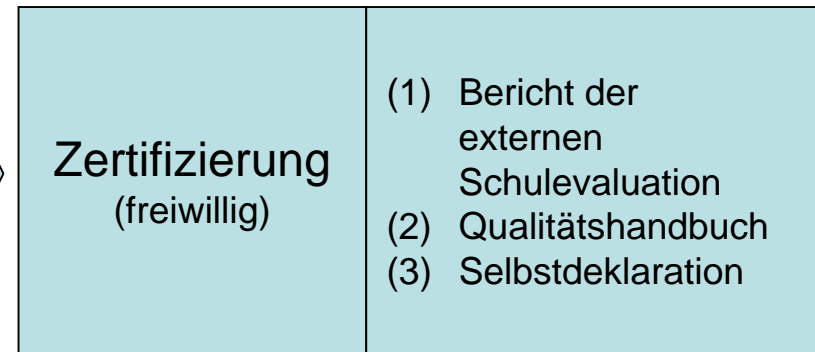 Zertifizierung
(freiwillig)
(1) Bericht der
externen
Schulevaluation
(2) Qualitätshandbuch
(3) Selbstdeklaration